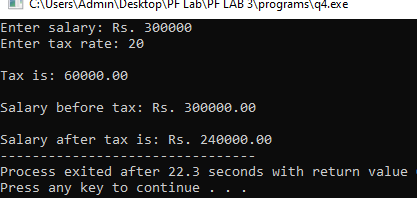 C:\Users\Admin\Desktop\PF Lab\PF LAB 3\programs\q4.exe
Enter salary: Rs. 300000
Enter tax rate: 20
Tax is: 60000.00
Salary before tax: Rs. 300000.00
Salary after tax is: Rs. 240000.00
--------------------------------
Process exited after 22.3 seconds with return value
Press any key to continue . . .